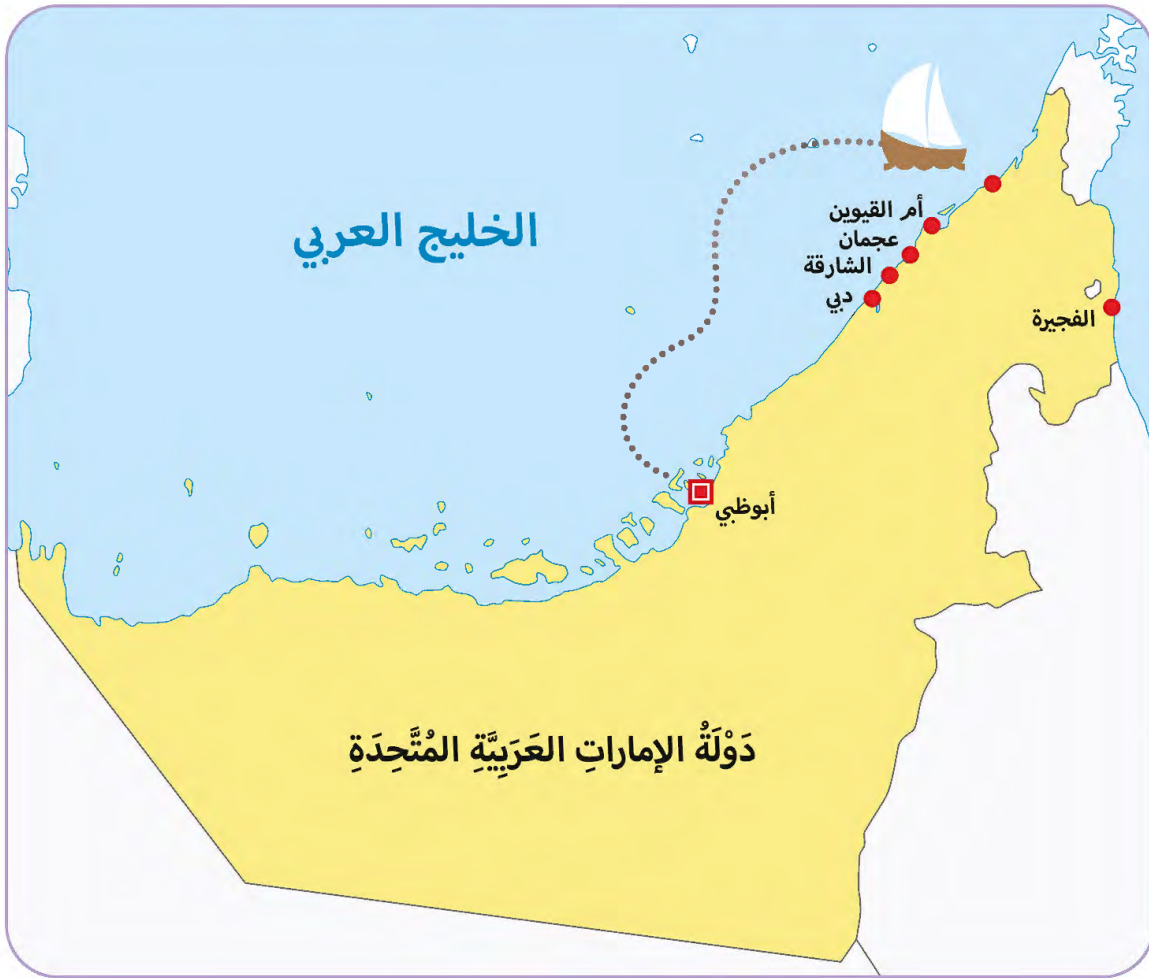 الخليج العربي
أم القيوين
عجمان
الشارقة
دبي
الفجيرة
أبوظبي
دَوْلَةُ الإماراتِ العَرَبِيَّةِ المُتَّحِدَةِ